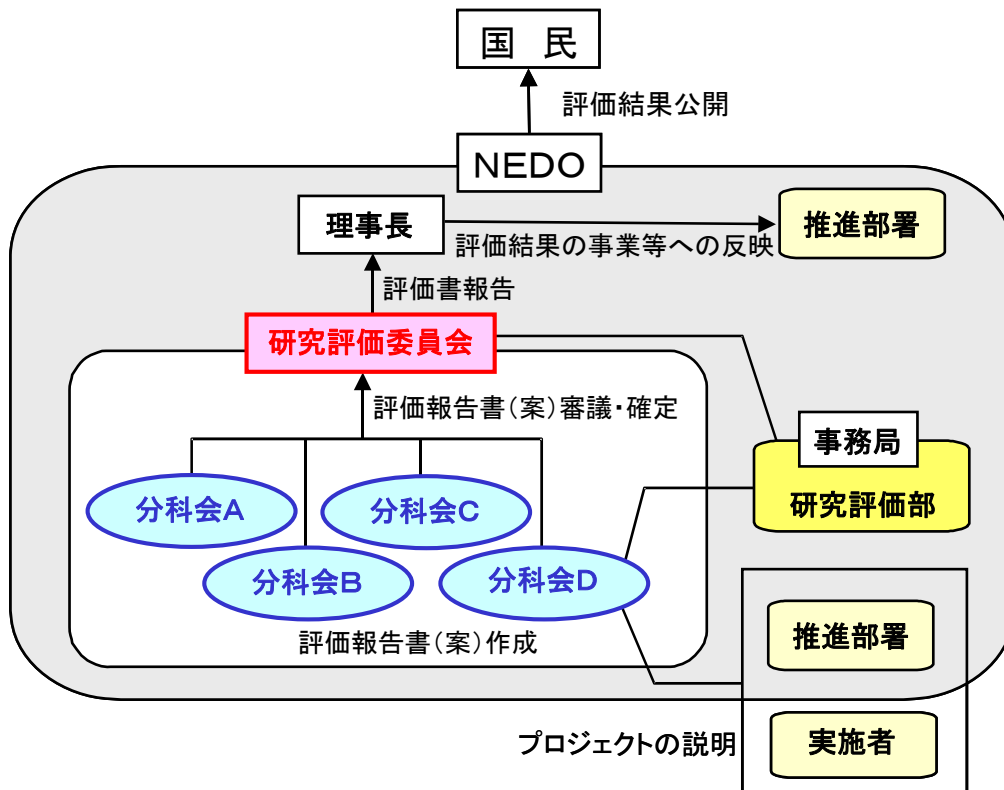 国 民
評価結果公開
NEDO
理事長
推進部署
評価結果の事業等への反映
評価書報告
研究評価委員会
評価報告書(案)審議・確定
事務局
研究評価部
分科会A
分科会C
分科会B
分科会D
評価報告書(案)作成
推進部署
プロジェクトの説明
実施者